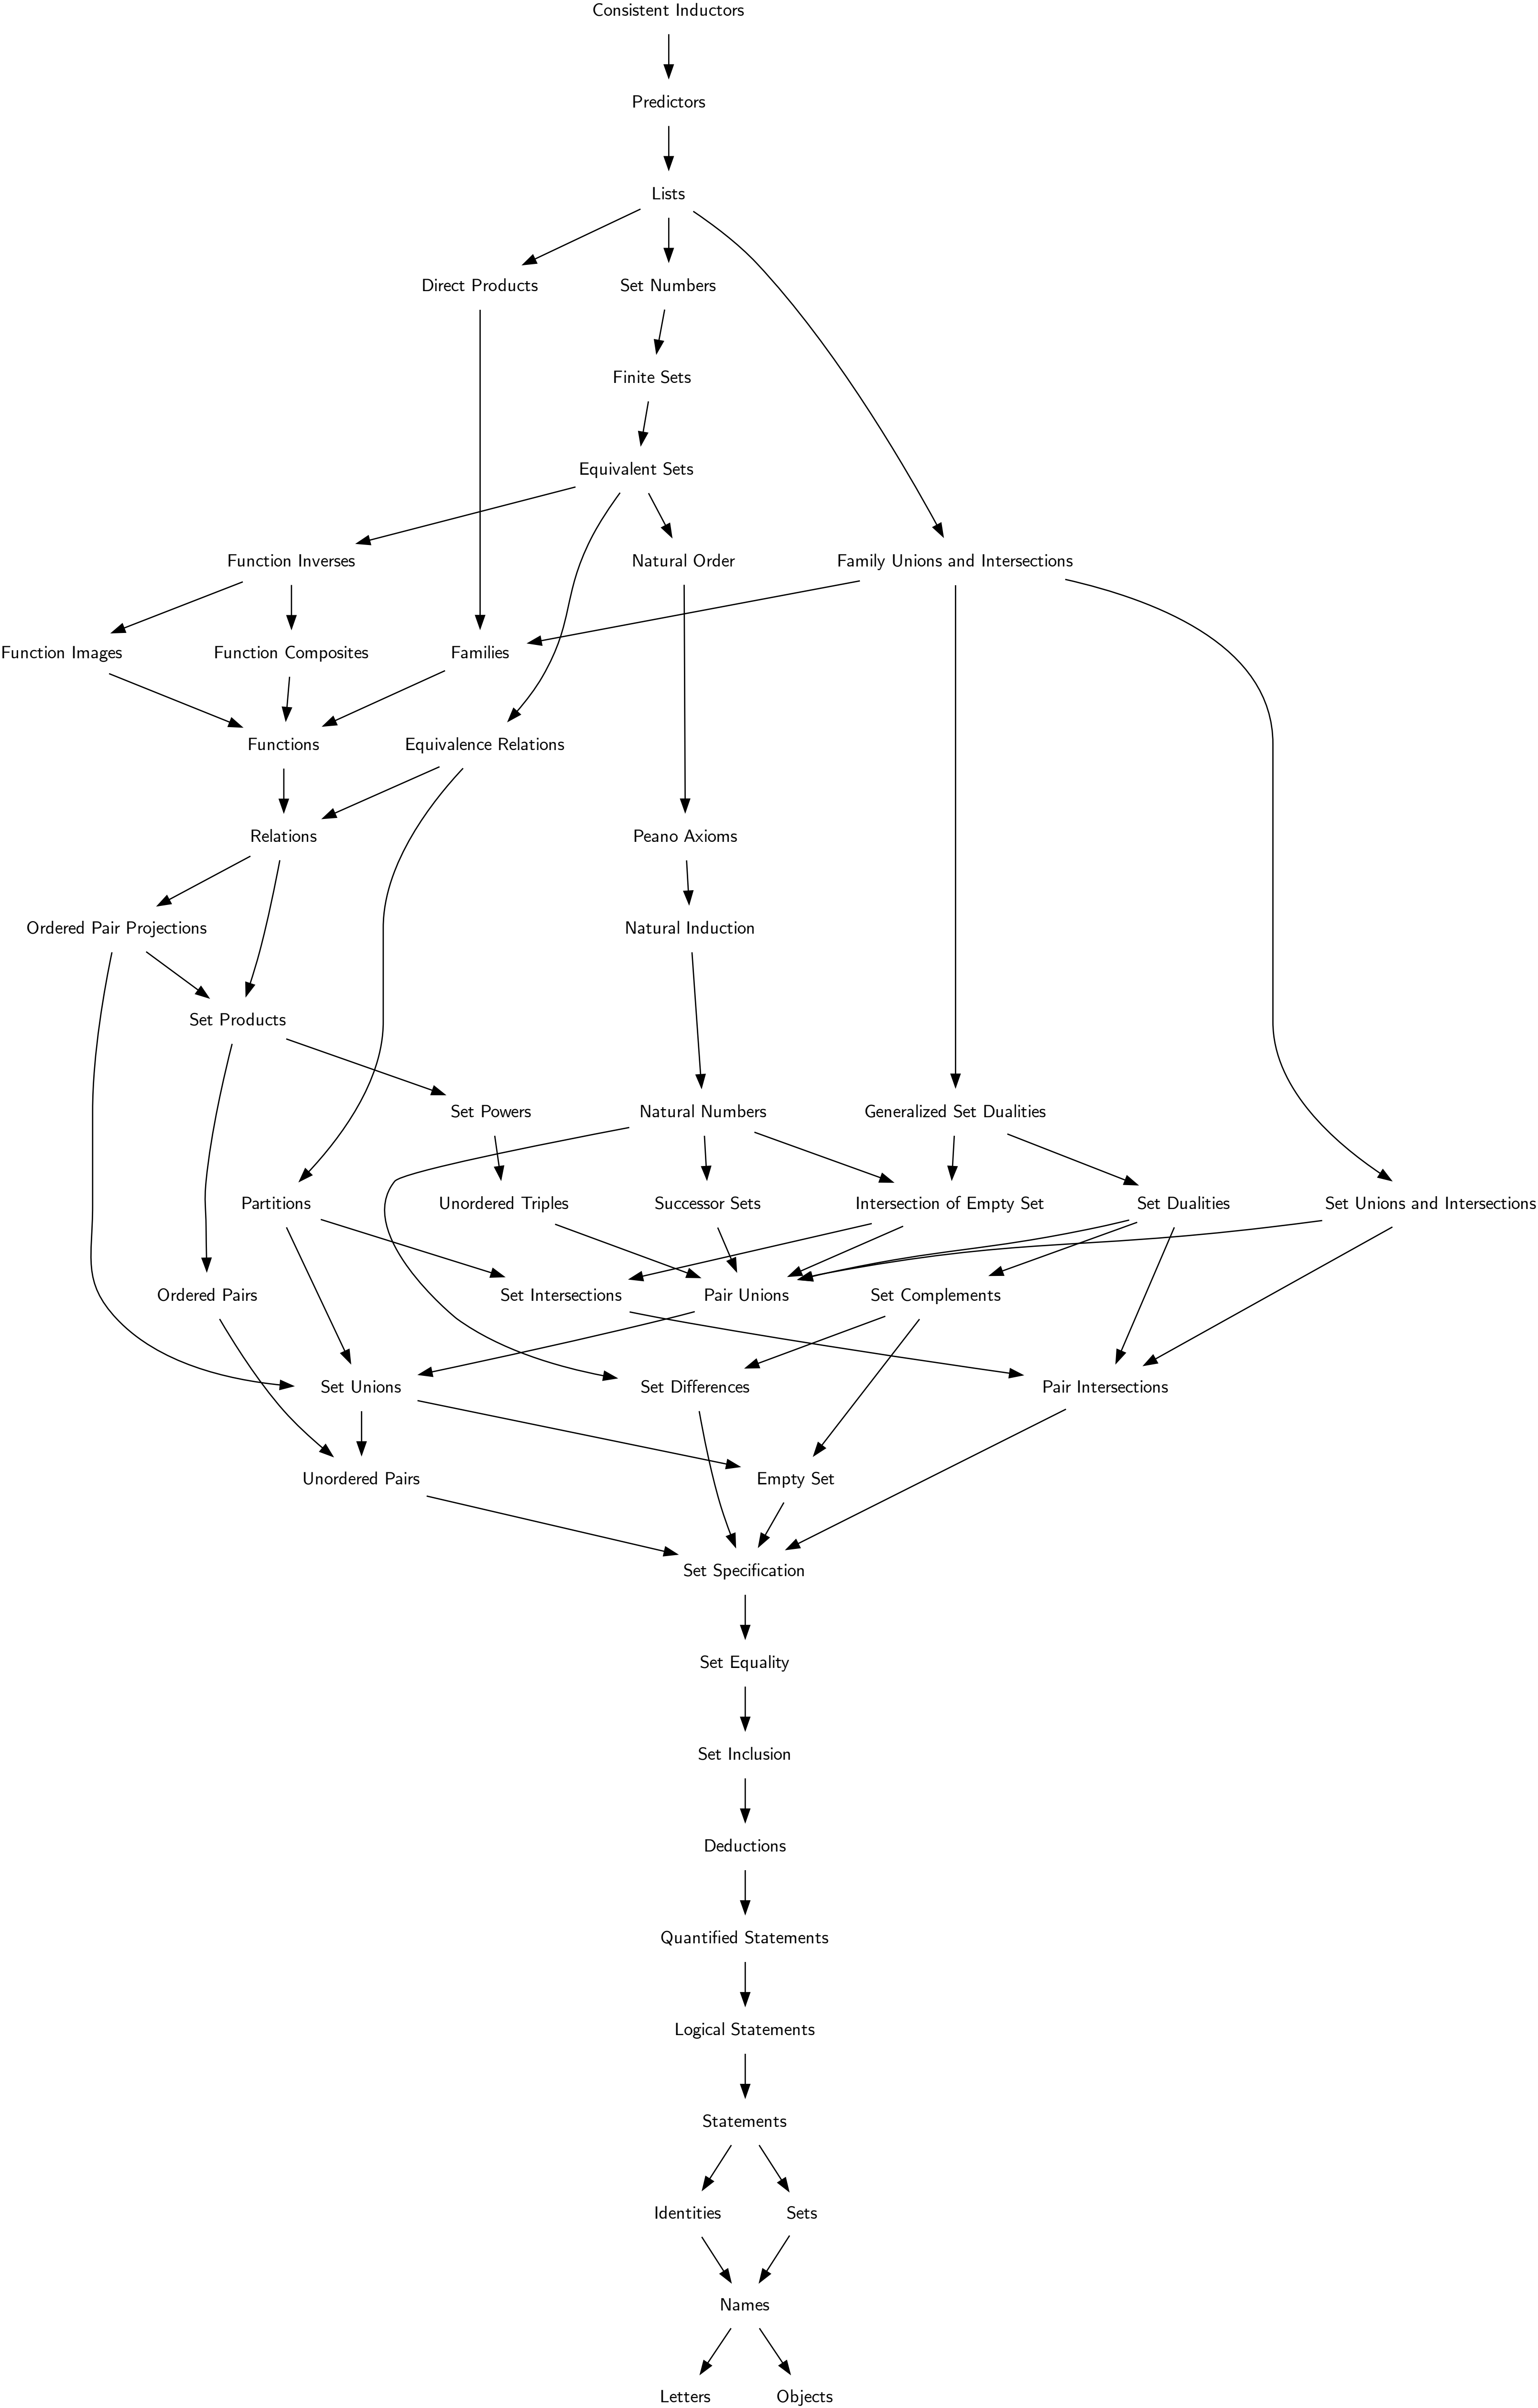 Consistent Inductors
Predictors
Lists
Direct Products
Set Numbers
Finite Sets
Equivalent Sets
Function Inverses
Natural Order
Family Unions and Intersections
Function Images
Function Composites
Families
Functions
Equivalence Relations
Relations
Peano Axioms
Ordered Pair Projections
Natural Induction
Set Products
Set Powers
Natural Numbers
Generalized Set Dualities
Partitions
Unordered Triples
Successor Sets
Intersection of Empty Set
Set Dualities
Set Unions and Intersections
Ordered Pairs
Set Intersections
Pair Unions
Set Complements
Set Unions
Set Differences
Pair Intersections
Unordered Pairs
Empty Set
Set Specification
Set Equality
Set Inclusion
Deductions
Quantified Statements
Logical Statements
Statements
Identities
Sets
Names
Letters
Objects